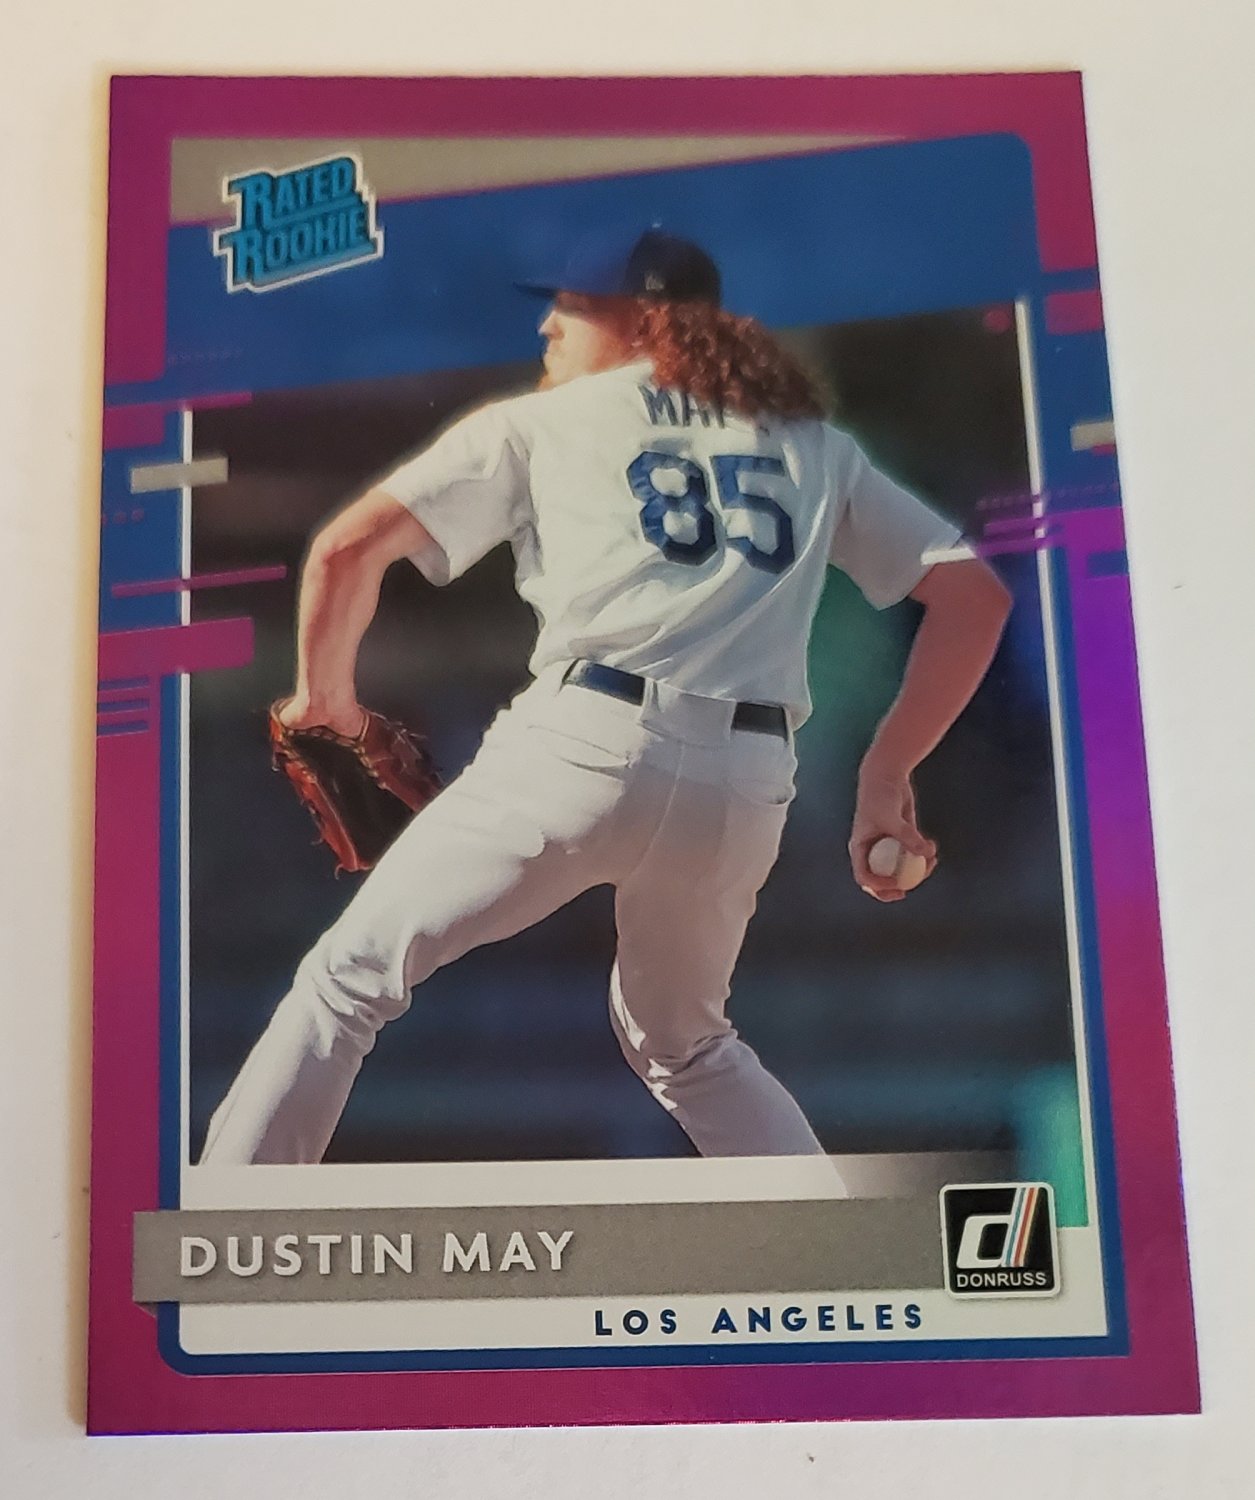 RATED
ROOKIE
MAY
85
DUSTIN MAY
d
DONRUSS
LOS ANGELES